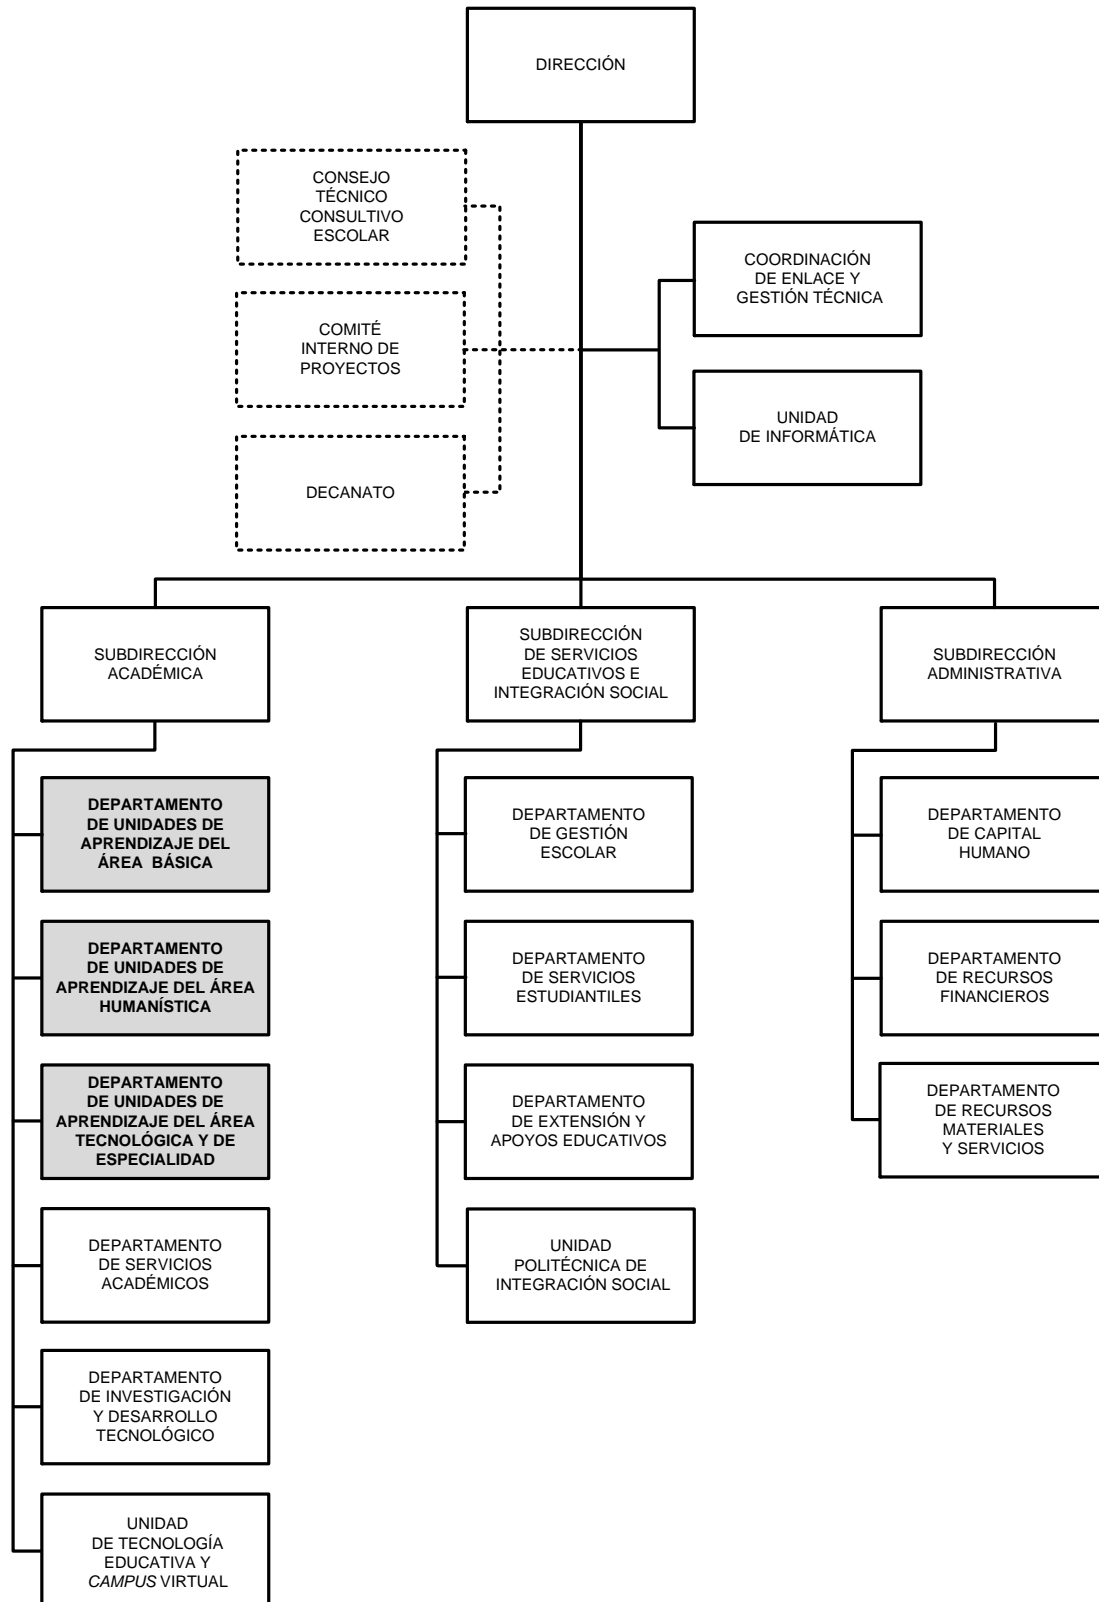 DIRECCIÓN
CONSEJO
TÉCNICO
CONSULTIVO
ESCOLAR
COORDINACIÓN
DE ENLACE Y
GESTIÓN TÉCNICA
COMITÉ
INTERNO DE
PROYECTOS
UNIDAD
DE INFORMÁTICA
DECANATO
SUBDIRECCIÓN
ACADÉMICA
SUBDIRECCIÓN
DE SERVICIOS
EDUCATIVOS E
INTEGRACIÓN SOCIAL
SUBDIRECCIÓN
ADMINISTRATIVA
DEPARTAMENTO
DE UNIDADES DE
APRENDIZAJE DEL
ÁREA BÁSICA
DEPARTAMENTO
DE UNIDADES DE
APRENDIZAJE DEL ÁREA
HUMANÍSTICA
DEPARTAMENTO
DE UNIDADES DE
APRENDIZAJE DEL ÁREA
TECNOLÓGICA Y DE
ESPECIALIDAD
DEPARTAMENTO
DE SERVICIOS
ACADÉMICOS
DEPARTAMENTO
DE INVESTIGACIÓN
Y DESARROLLO
TECNOLÓGICO
UNIDAD
DE TECNOLOGÍA
EDUCATIVA Y
CAMPUS VIRTUAL
DEPARTAMENTO
DE GESTIÓN
ESCOLAR
DEPARTAMENTO
DE SERVICIOS
ESTUDIANTILES
DEPARTAMENTO
DE EXTENSIÓN Y
APOYOS EDUCATIVOS
UNIDAD
POLITÉCNICA DE
INTEGRACIÓN SOCIAL
DEPARTAMENTO
DE CAPITAL
HUMANO
DEPARTAMENTO
DE RECURSOS
FINANCIEROS
DEPARTAMENTO
DE RECURSOS
MATERIALES
Y SERVICIOS